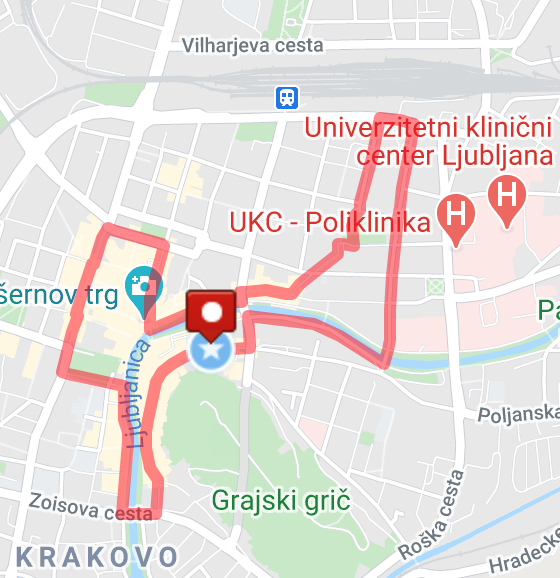 Vilharjeva cesta
Univerzitetni klinični
center Ljubljana
H
UKC - Poliklinika
H
šernov trg
Pa
Ljubljanica
Poljanska
Grajski grič
Zoisova cesta
Roška cesta
Hradecke
KRAKOVO